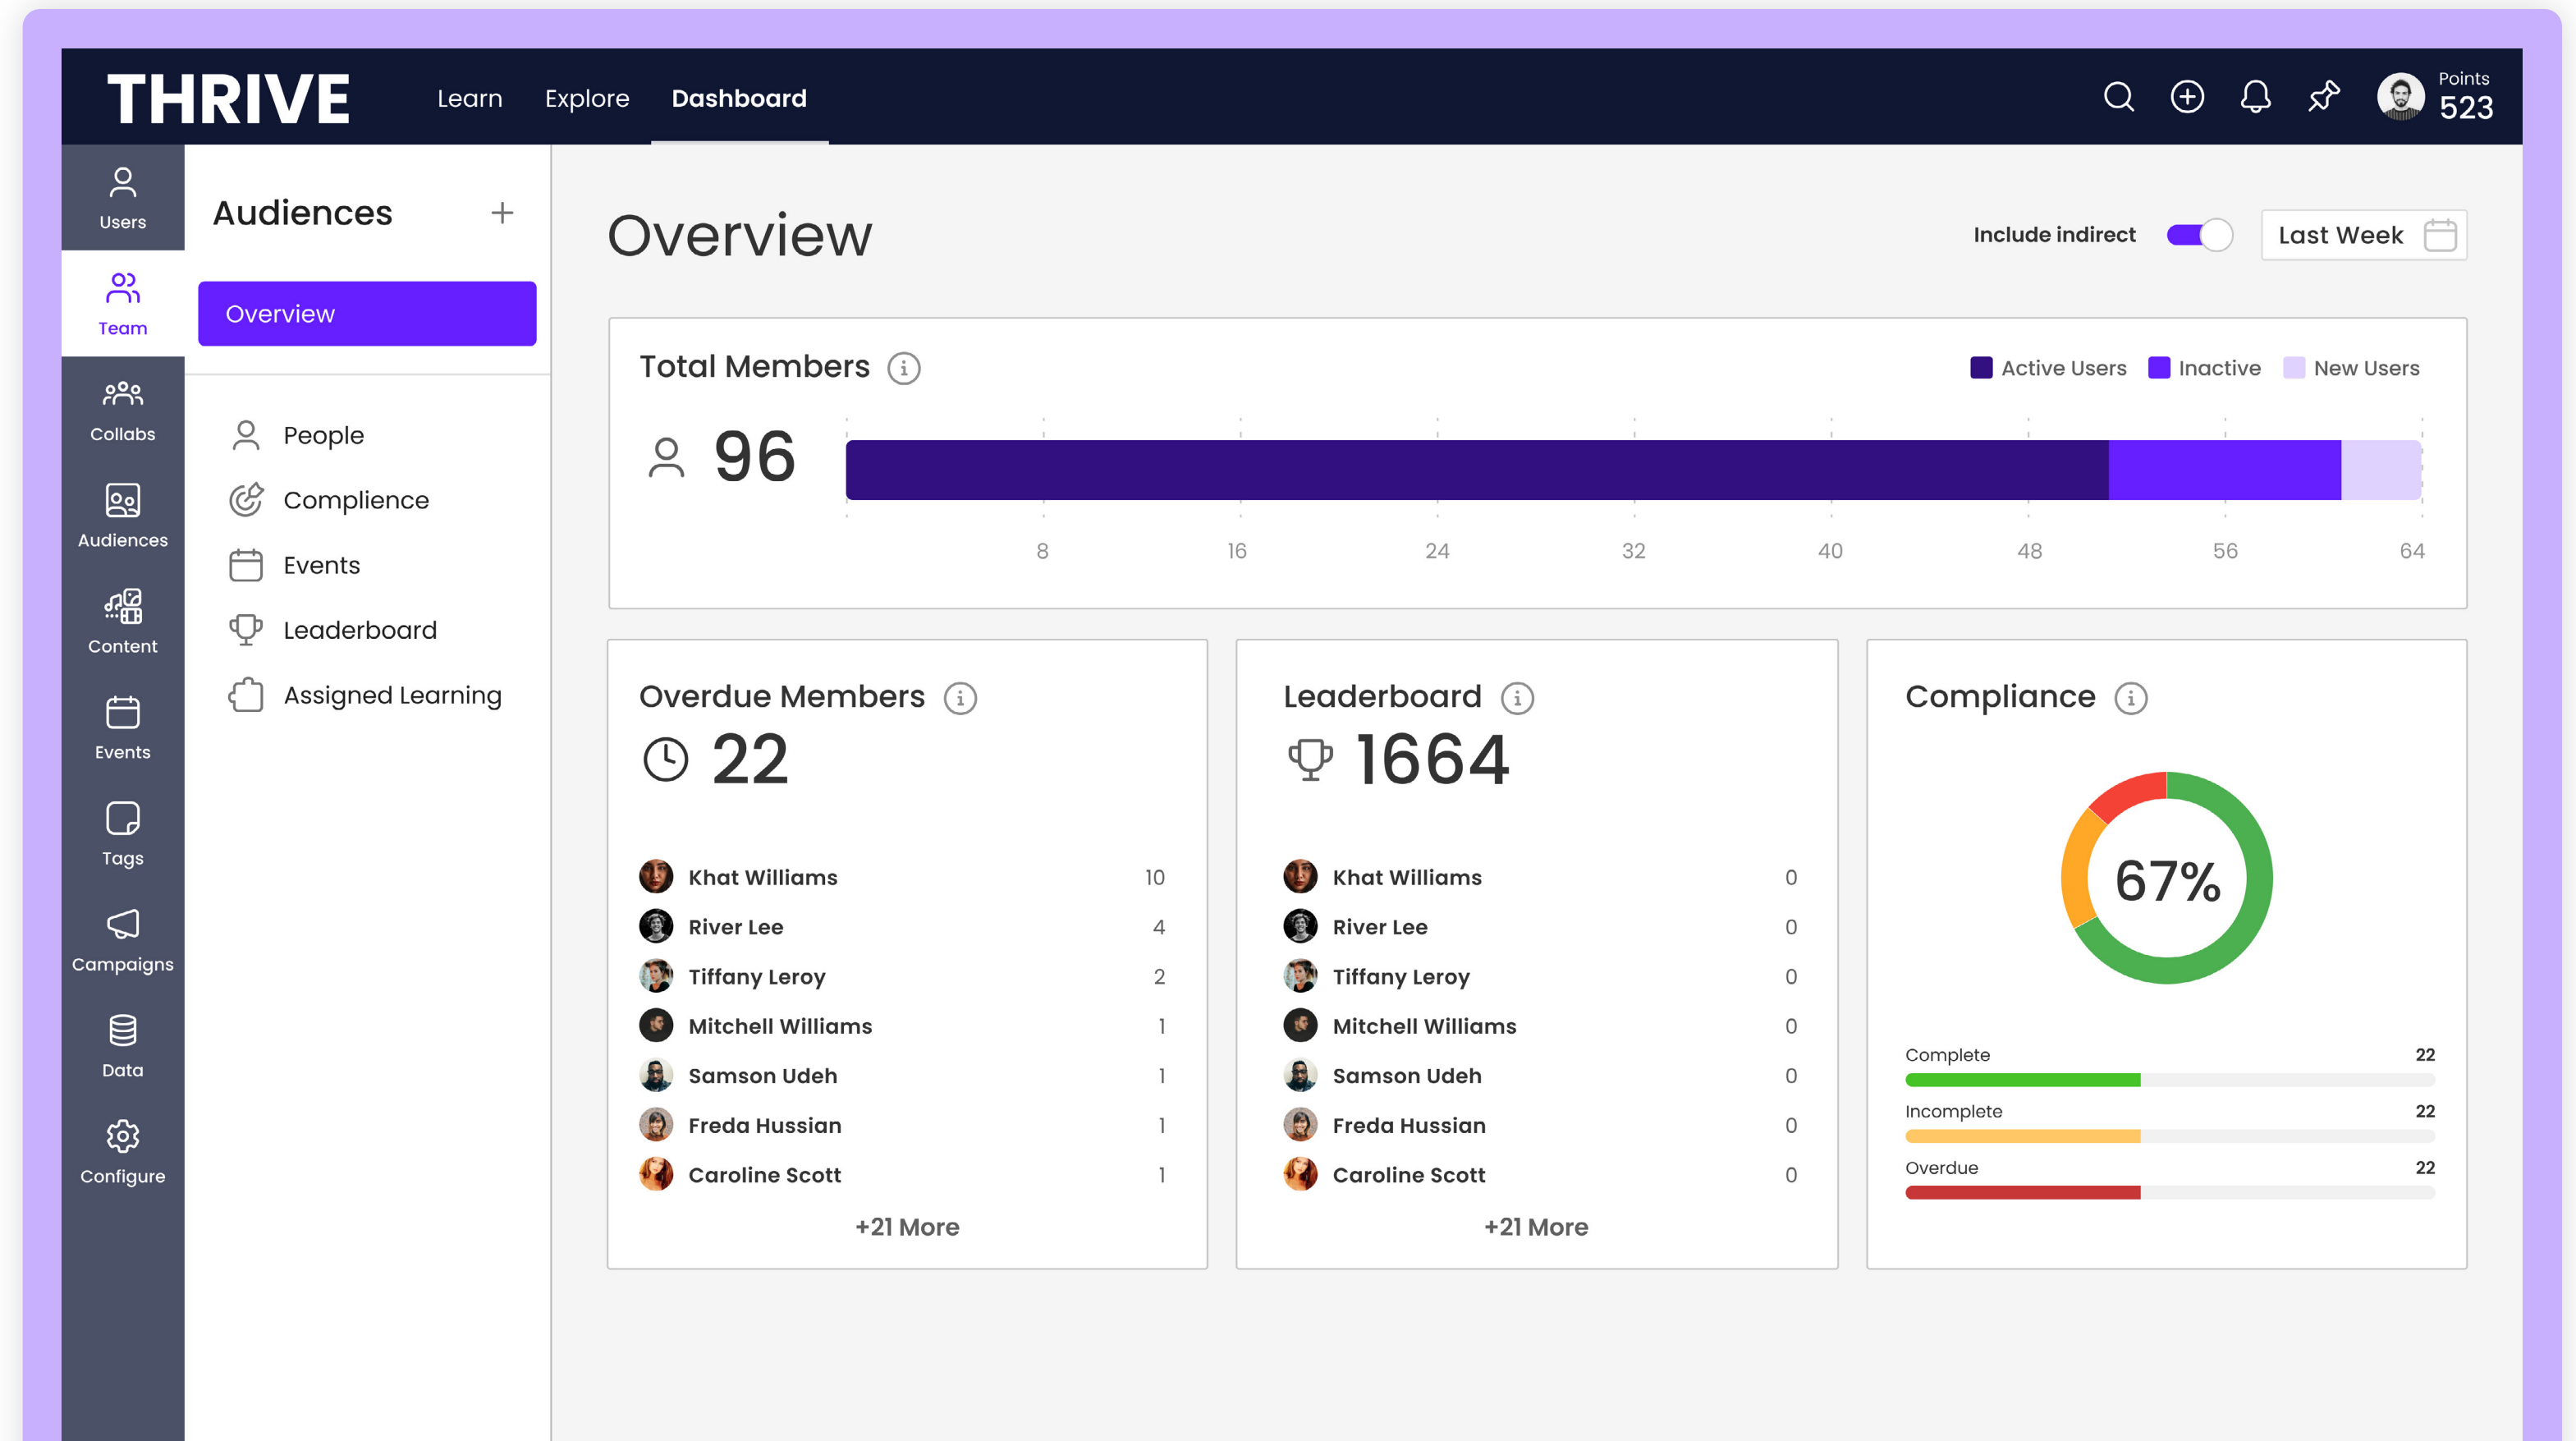 THRIVE
Learn
Explore
Dashboard
Points
523
Users
Team
Collabs
Audiences
Content
Events
Tags
Campaigns
Data
Configure
Audiences
Overview
People
Complience
Events
Leaderboard
Assigned Learning
Overview
Include indirect
Last Week
Total Members
Active Users
Inactive
New Users
96
8 16 24 32 40 48 56 64
Overdue Members
22
Khat Williams 10
River Lee 4
Tiffany Leroy 2
Mitchell Williams 1
Samson Udeh 1
Freda Hussian 1
Caroline Scott 1
+21 More
Leaderboard
1664
Khat Williams 0
River Lee 0
Tiffany Leroy 0
Mitchell Williams 0
Samson Udeh 0
Freda Hussian 0
Caroline Scott 0
+21 More
Compliance
67%
Complete 22
Incomplete 22
Overdue 22